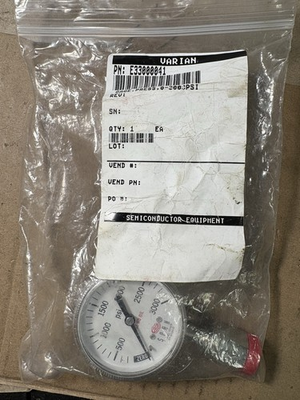 VARIAN
PN: E33000041
REV:
SN:
QTY: 1 EA
LOT:
VEND #:
VEND PN:
PO #:
SEMICONDUCTOR EQUIPMENT
500
1000
1500
2500
3000
psi